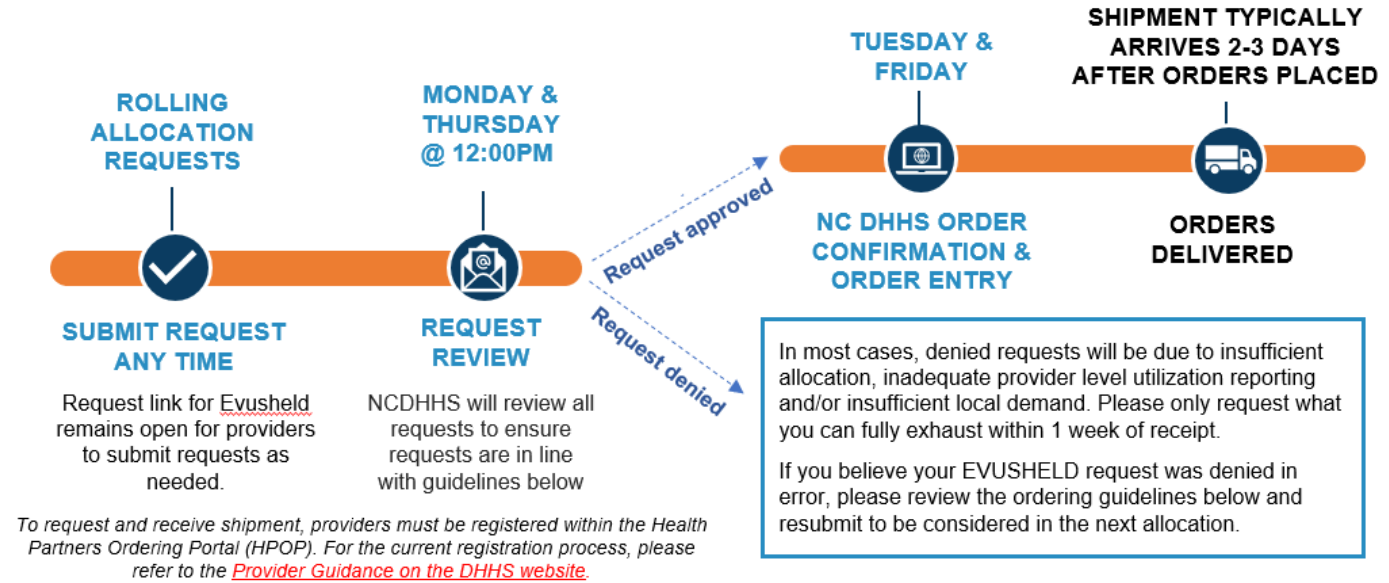 ROLLING
ALLOCATION
REQUESTS
SUBMIT REQUEST
ANY TIME
Request link for Evusheld
remains open for providers
to submit requests as
needed.
MONDAY &
THURSDAY
@ 12:00PM
REQUEST
REVIEW
NCDHHS will review all
requests to ensure
requests are in line
with guidelines below
To request and receive shipment, providers must be registered within the Health
Partners Ordering Portal (HPOP). For the current registration process, please
refer to the Provider Guidance on the DHHS website.
Request approved
TUESDAY &
FRIDAY
NC DHHS ORDER
CONFIRMATION &
ORDER ENTRY
SHIPMENT TYPICALLY
ARRIVES 2-3 DAYS
AFTER ORDERS PLACED
ORDERS
DELIVERED
Request denied
In most cases, denied requests will be due to insufficient
allocation, inadequate provider level utilization reporting
and/or insufficient local demand. Please only request what
you can fully exhaust within 1 week of receipt.
If you believe your EVUSHELD request was denied in
error, please review the ordering guidelines below and
resubmit to be considered in the next allocation.